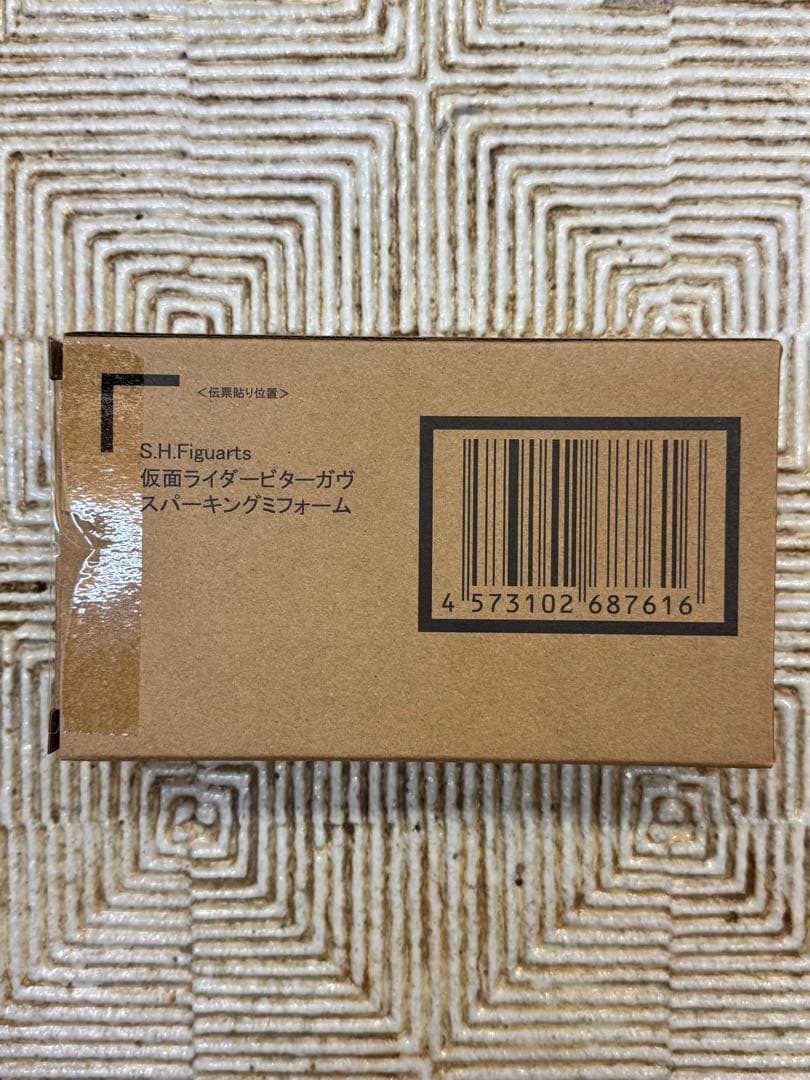 ＜伝票貼り位置＞
S.H.Figuarts
仮面ライダービターガヴ
スパーキングミフォーム
4 573102 687616